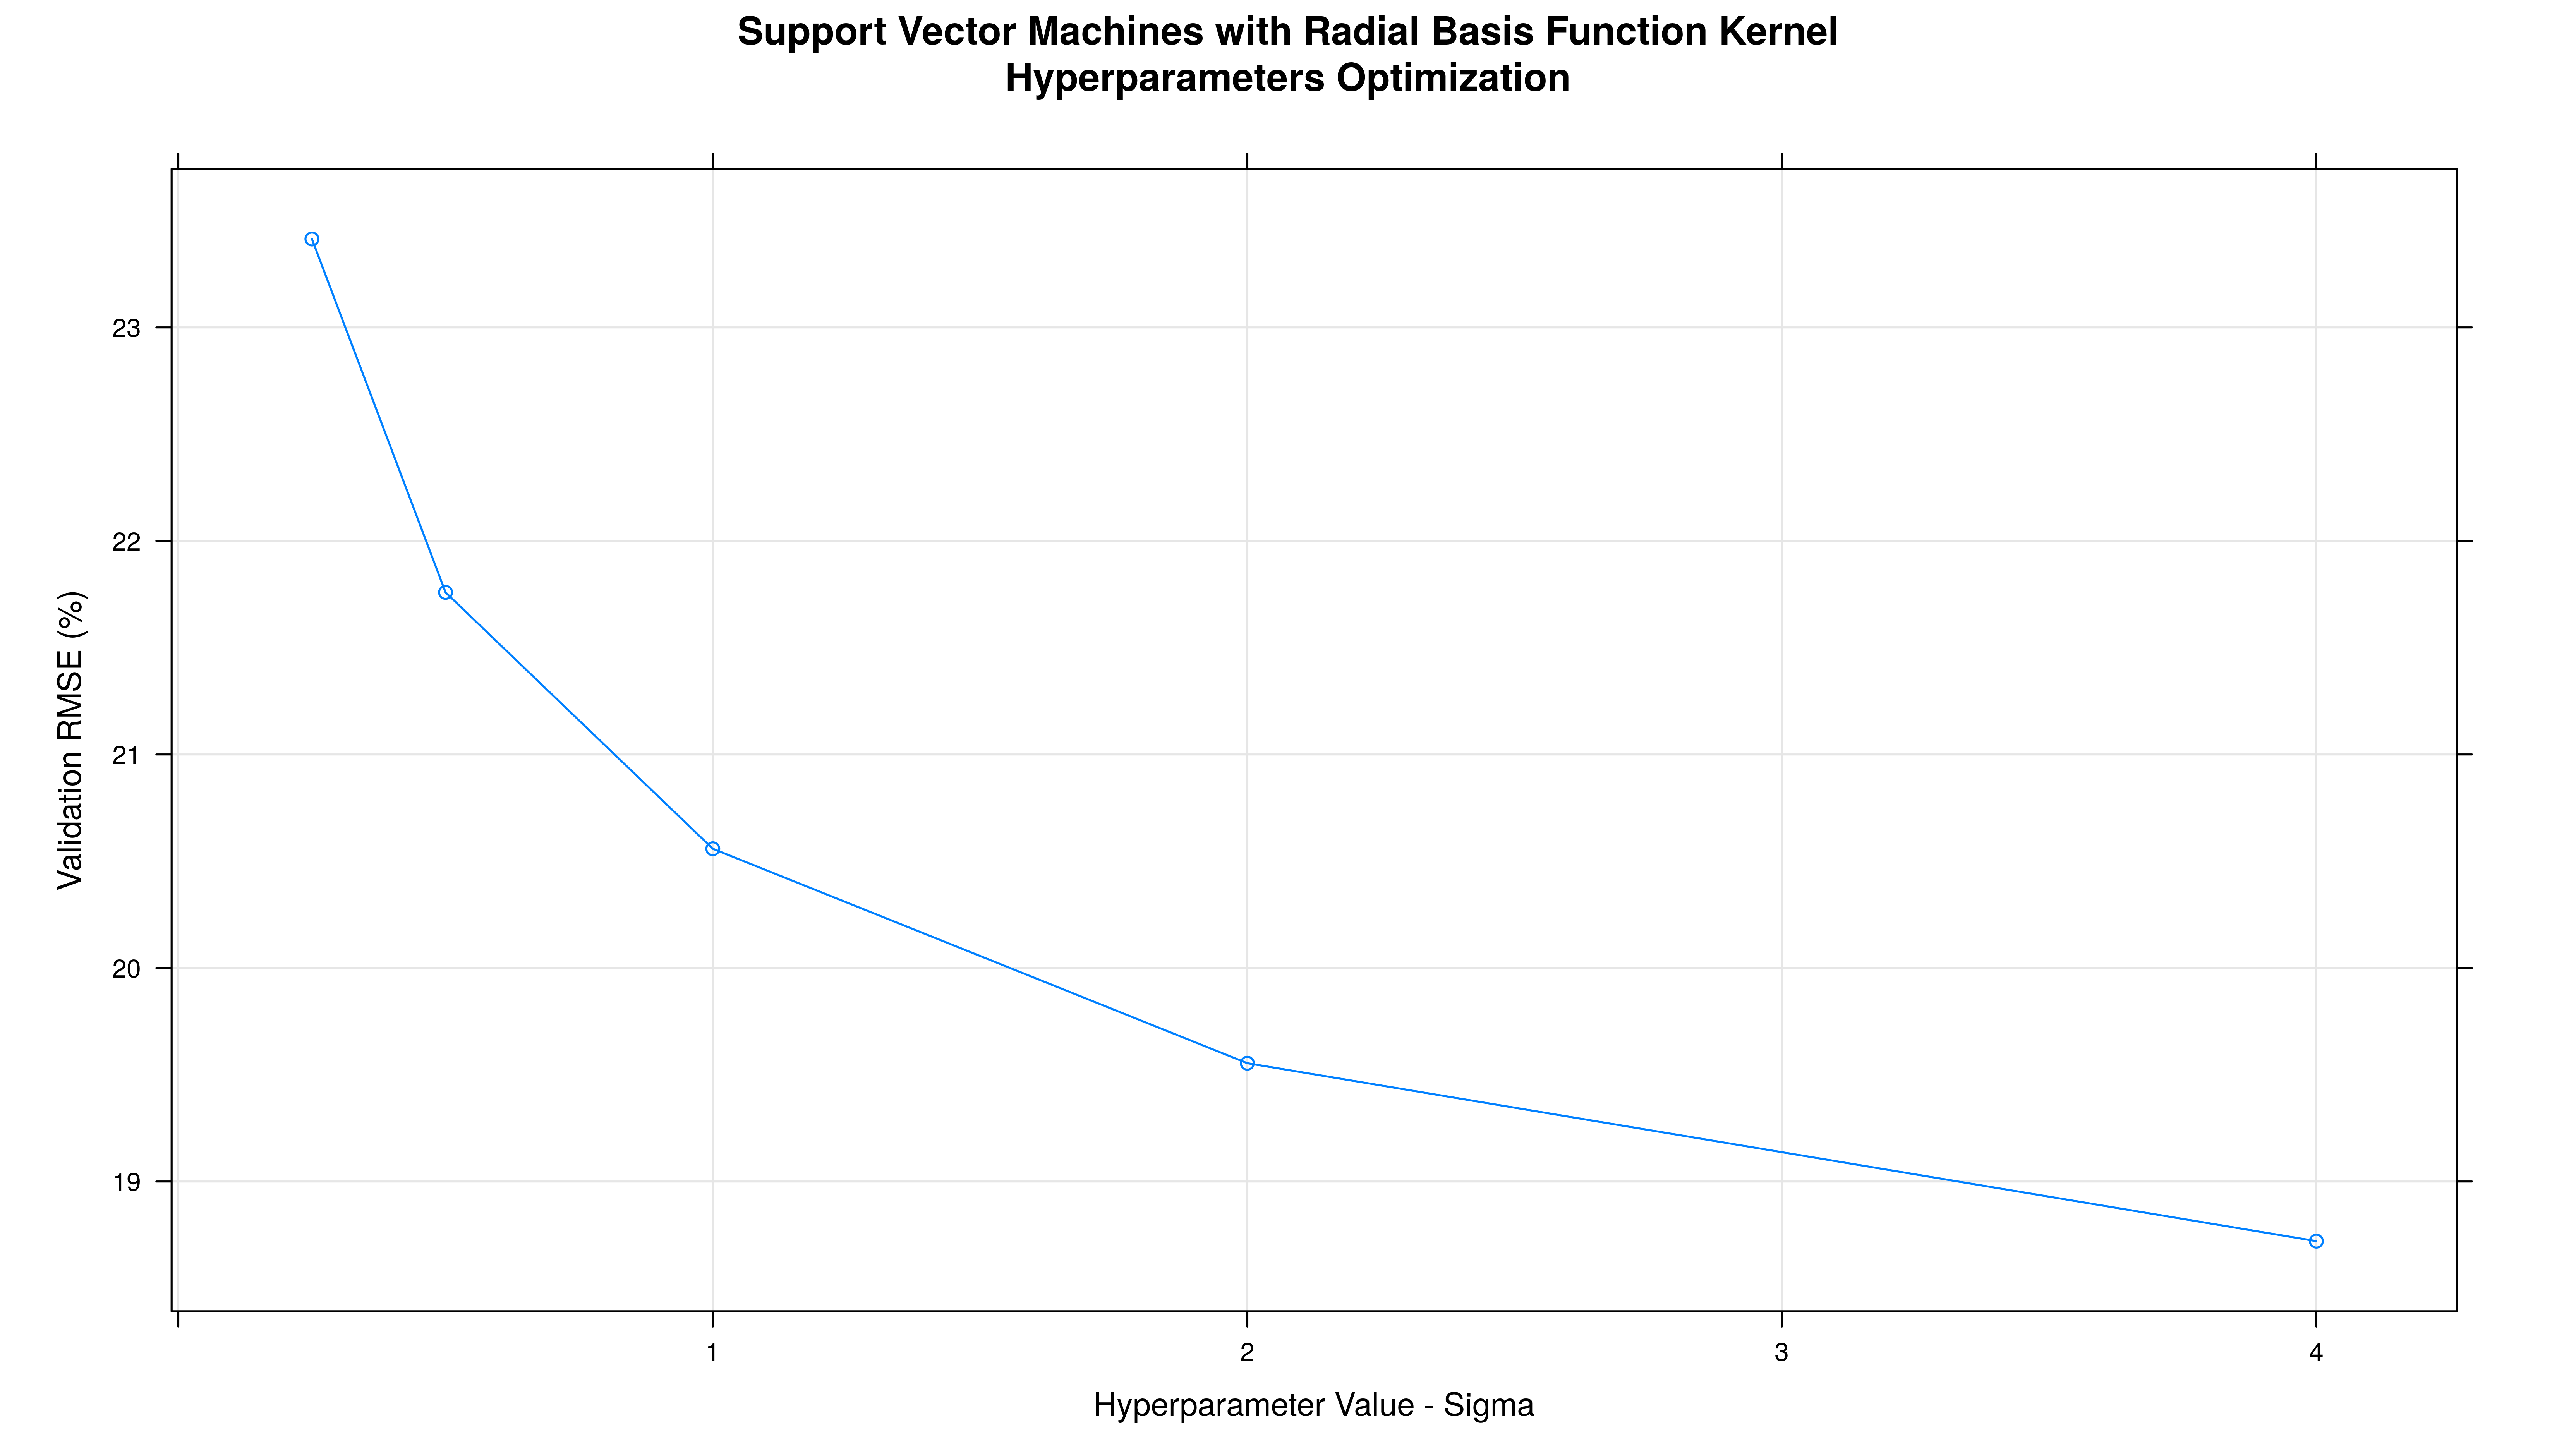 Support Vector Machines with Radial Basis Function Kernel
Hyperparameters Optimization
23
22
21
20
19
Validation RMSE (%)
1
2
3
4
Hyperparameter Value - Sigma